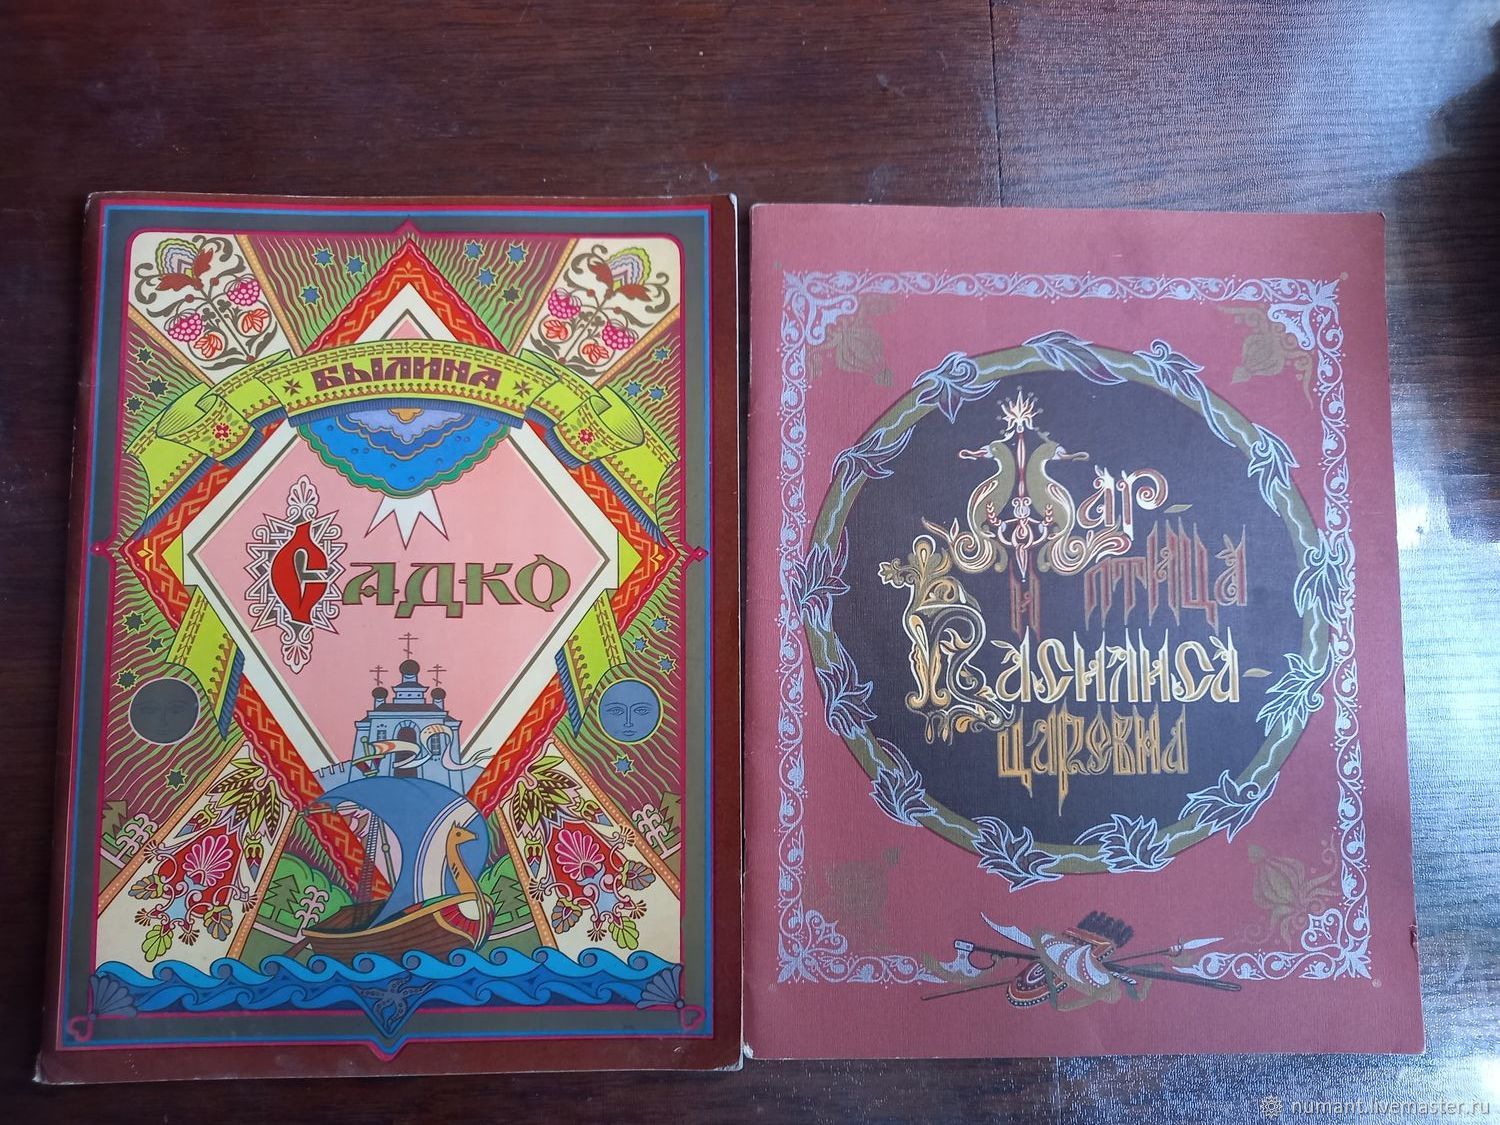 БЫЛИНА
САДКО
Жар-
птица
и
Василиса-
царевна
numant.livemaster.ru